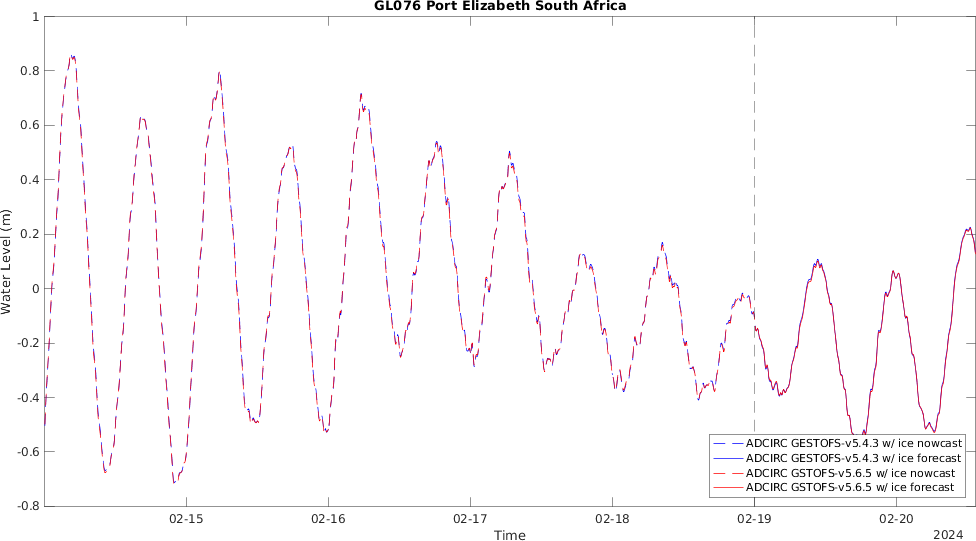 GL076 Port Elizabeth South Africa
1
0.8
0.6
0.4
0.2
0
-0.2
-0.4
-0.6
-0.8
Water Level (m)
02-15
02-16
02-17
02-18
02-19
02-20
Time
2024
ADCIRC GESTOFS-v5.4.3 w/ ice nowcast
ADCIRC GESTOFS-v5.4.3 w/ ice forecast
ADCIRC GSTOFS-v5.6.5 w/ ice nowcast
ADCIRC GSTOFS-v5.6.5 w/ ice forecast